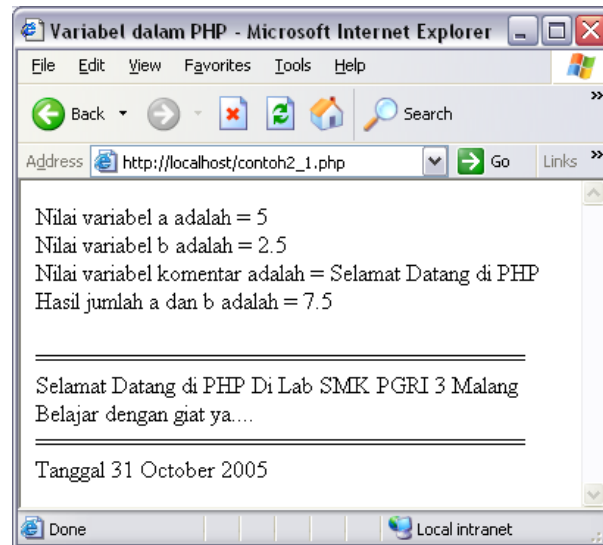 Variabel dalam PHP - Microsoft Internet Explorer
File Edit View Favorites Tools Help
Back Search
Address http://localhost/contoh2_1.php Go Links
Nilai variabel a adalah = 5
Nilai variabel b adalah = 2.5
Nilai variabel komentar adalah = Selamat Datang di PHP
Hasil jumlah a dan b adalah = 7.5
==================================
Selamat Datang di PHP Di Lab SMK PGRI 3 Malang
Belajar dengan giat ya....
==================================
Tanggal 31 October 2005
Done Local intranet